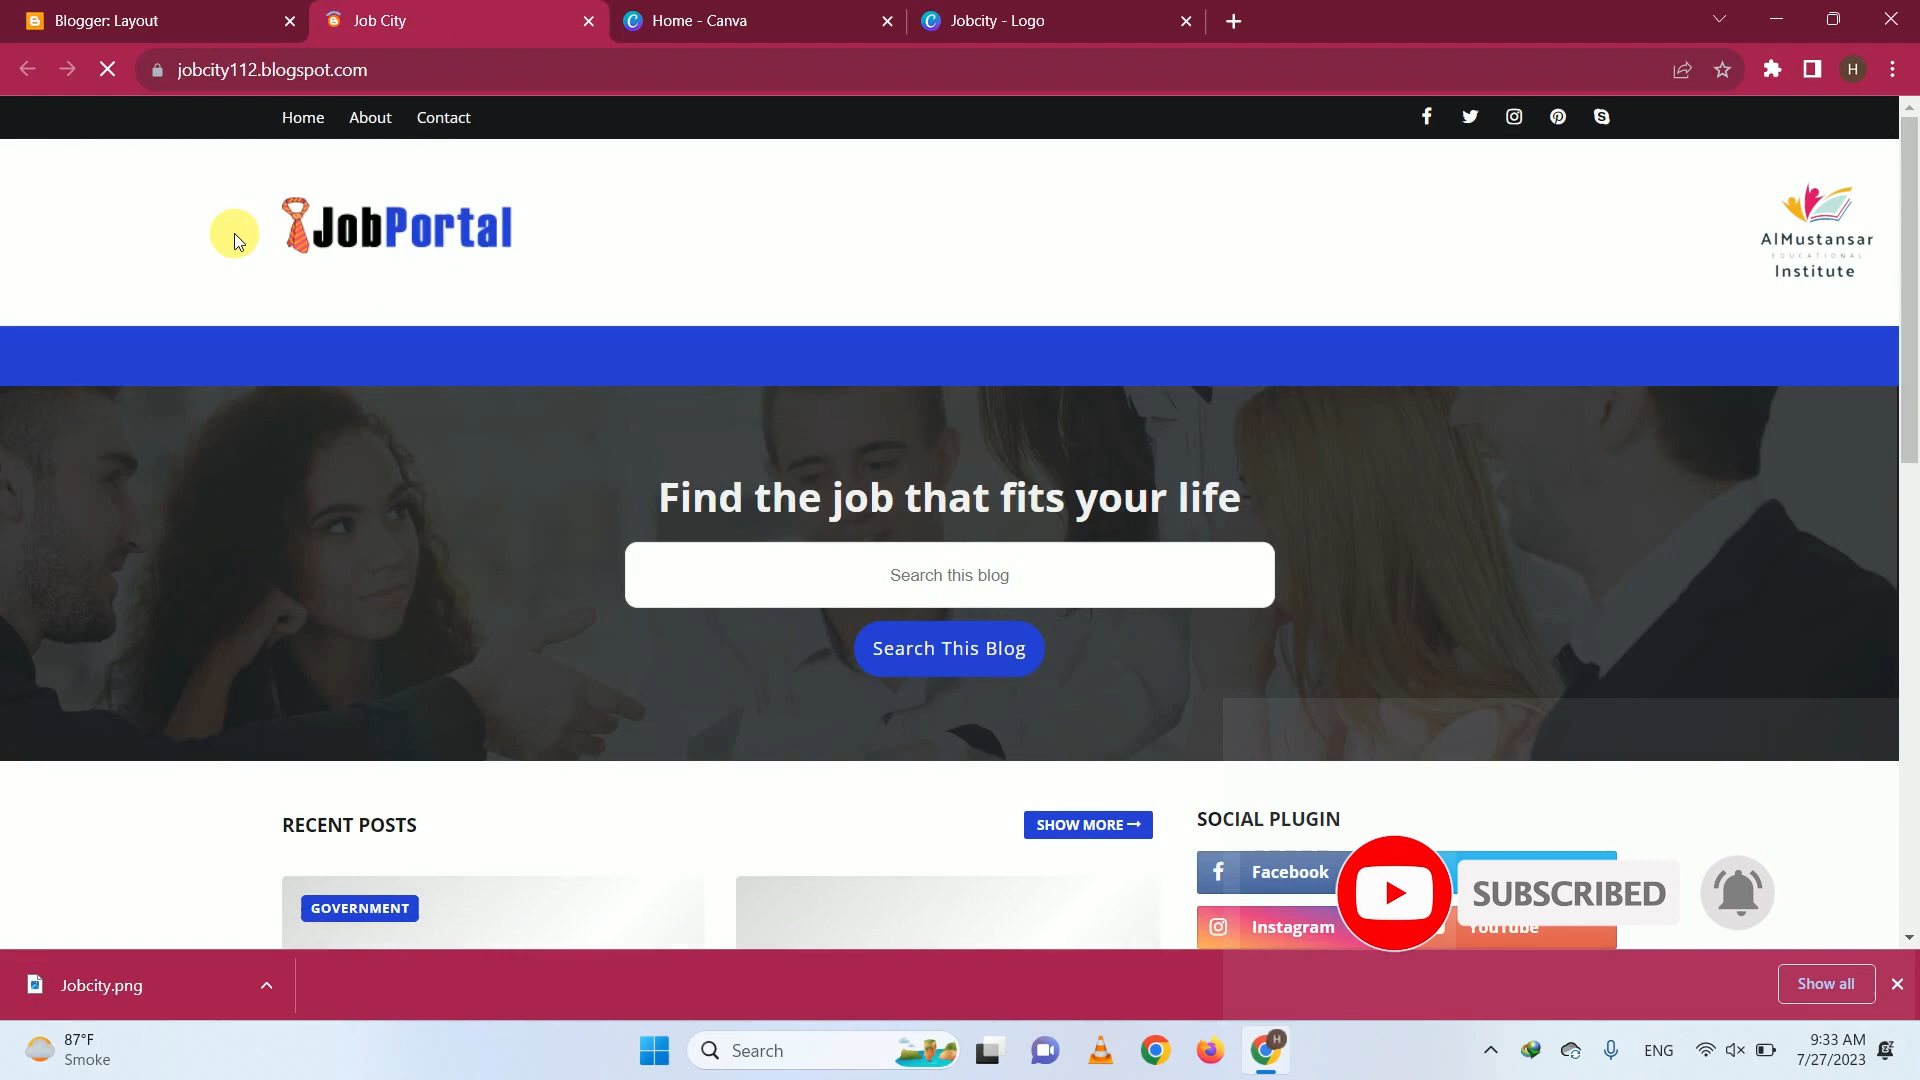 Blogger: Layout
Job City
Home - Canva
Jobcity - Logo
jobcity112.blogspot.com
H
Home About Contact
JobPortal
AlMustansar
EDUCATIONAL
Institute
Find the job that fits your life
Search this blog
Search This Blog
RECENT POSTS
SHOW MORE
SOCIAL PLUGIN
GOVERNMENT
Facebook
SUBSCRIBED
Instagram
YouTube
Jobcity.png
Show all
87°F
Smoke
Search
H
ENG
9:33 AM
7/27/2023